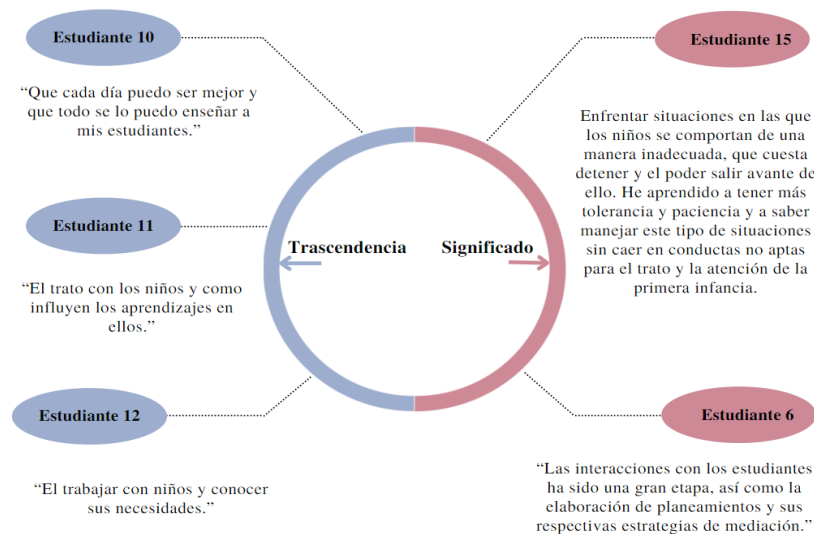 Estudiante 10
“Que cada día puedo ser mejor y
que todo se lo puedo enseñar a
mis estudiantes.”
Estudiante 11
“El trato con los niños y como
influyen los aprendizajes en
ellos.”
Estudiante 12
“El trabajar con niños y conocer
sus necesidades.”
Trascendencia
Significado
Estudiante 15
Enfrentar situaciones en las que
los niños se comportan de una
manera inadecuada, que cuesta
detener y el poder salir avante de
ello. He aprendido a tener más
tolerancia y paciencia y a saber
manejar este tipo de situaciones
sin caer en conductas no aptas
para el trato y la atención de la
primera infancia.
Estudiante 6
“Las interacciones con los estudiantes
ha sido una gran etapa, así como la
elaboración de planeamientos y sus
respectivas estrategias de mediación.”